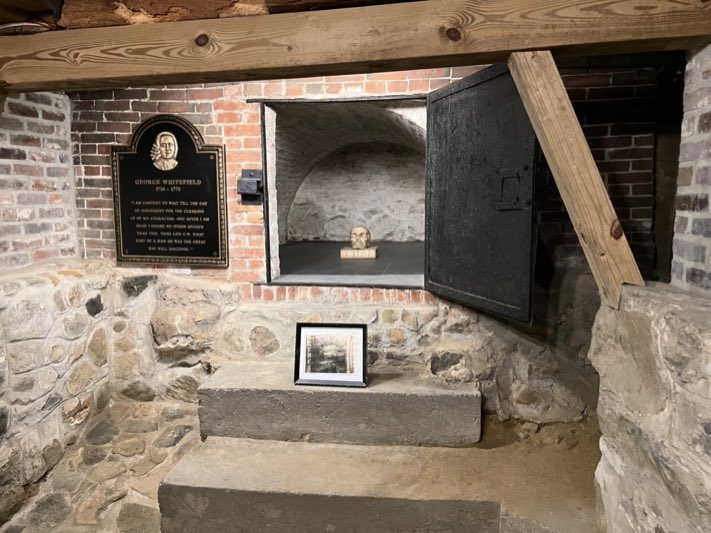 GEORGE WHITEFIELD
1714 - 1770
"I AM CONTENT TO WAIT TILL THE DAY
OF JUDGEMENT FOR THE CLEARING
UP OF MY CHARACTER; AND AFTER I AM
DEAD I DESIRE NO OTHER EPITAPH
THAN THIS, 'HERE LIES G.W. WHAT
SORT OF A MAN HE WAS THE GREAT
DAY WILL DISCOVER.'"